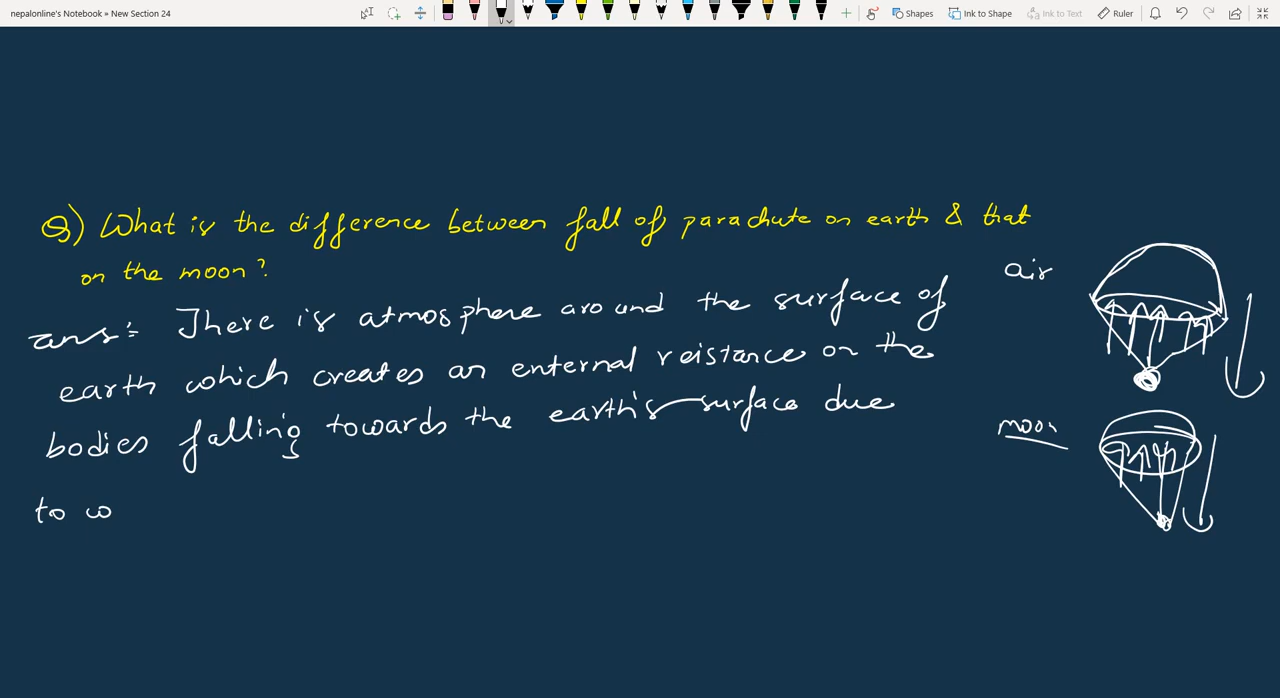 nepalonline's Notebook » New Section 24
Shapes Ink to Shape Ink to Text Ruler
Q) What is the difference between fall of parachute on earth & that
on the moon?
air
ans:- There is atmosphere around the surface of
earth which creates an enternal reistance on the
bodies falling towards the earth's surface due
moon
to w